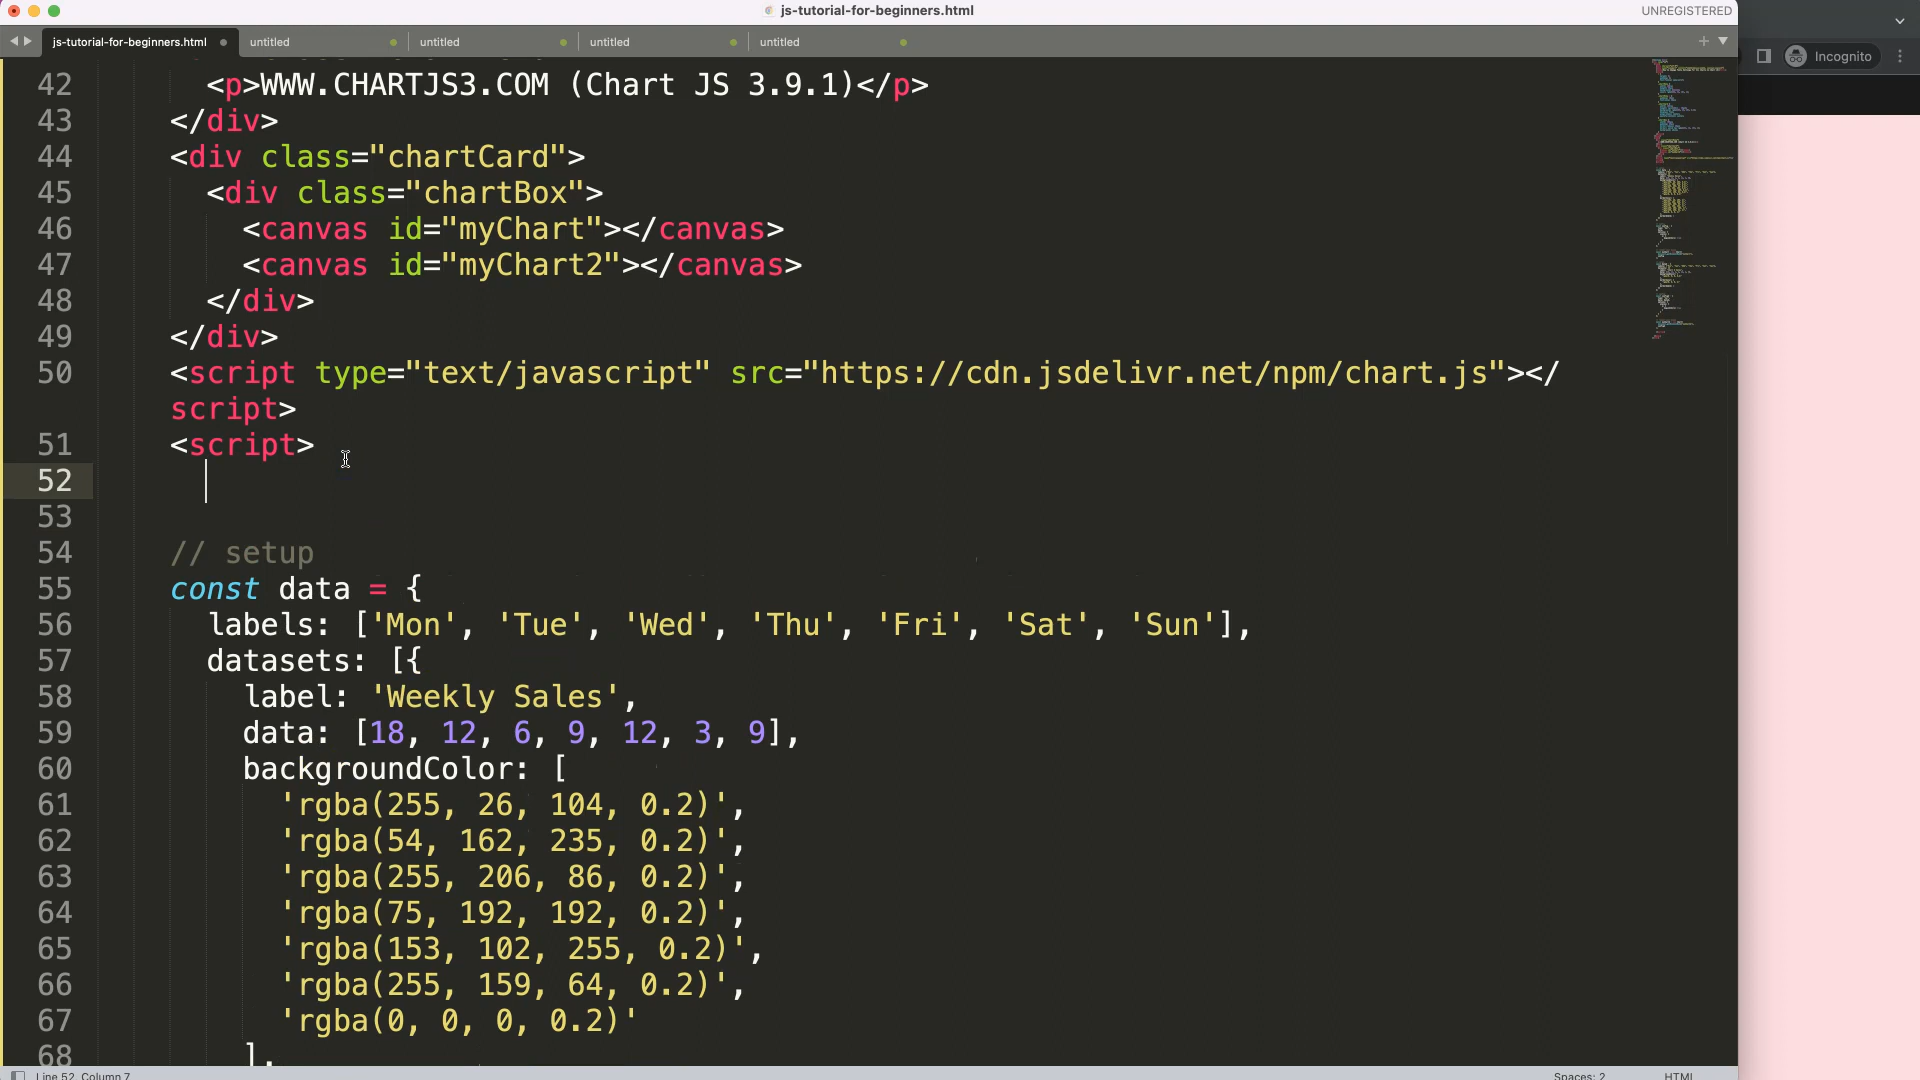 js-tutorial-for-beginners.html
UNREGISTERED
js-tutorial-for-beginners.html untitled untitled untitled untitled
Incognito
42 <p>WWW.CHARTJS3.COM (Chart JS 3.9.1)</p>
43 </div>
44 <div class="chartCard">
45 <div class="chartBox">
46 <canvas id="myChart"></canvas>
47 <canvas id="myChart2"></canvas>
48 </div>
49 </div>
50 <script type="text/javascript" src="https://cdn.jsdelivr.net/npm/chart.js"></
script>
51 <script>
52
53
54 // setup
55 const data = {
56 labels: ['Mon', 'Tue', 'Wed', 'Thu', 'Fri', 'Sat', 'Sun'],
57 datasets: [{
58 label: 'Weekly Sales',
59 data: [18, 12, 6, 9, 12, 3, 9],
60 backgroundColor: [
61 'rgba(255, 26, 104, 0.2)',
62 'rgba(54, 162, 235, 0.2)',
63 'rgba(255, 206, 86, 0.2)',
64 'rgba(75, 192, 192, 0.2)',
65 'rgba(153, 102, 255, 0.2)',
66 'rgba(255, 159, 64, 0.2)',
67 'rgba(0, 0, 0, 0.2)'
68 ],
Line 52, Column 7 Spaces: 2 HTML